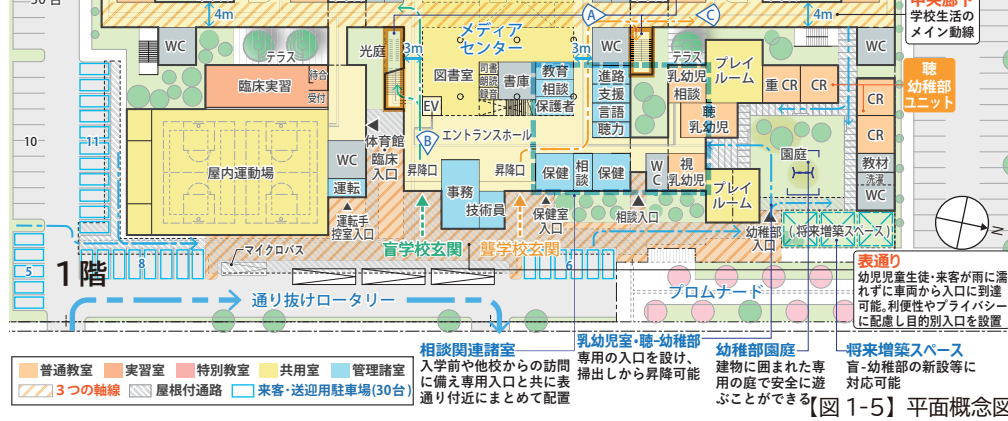 30台
4m
4m
中央廊下
学校生活の
メイン動線
WC
テラス
光庭
3m
メディア
センター
3m
A
C
WC
テラス
WC
臨床実習
待合
受付
図書室
司書
朗読
録音
書庫
教育
相談
保護者
進路
支援
言語
聴力
乳幼児
相談
プレイ
ルーム
重CR
CR
CR
聴
幼稚部
ユニット
EV
聴
乳幼児
CR
10
11
屋内運動場
体育館
臨床
入口
B
エントランスホール
園庭
教材
洗濯
WC
WC
運転
昇降口
事務
技術員
昇降口
保健
相談
保健
WC
視
乳幼児
プレイ
ルーム
運転手
控室入口
盲学校玄関
聾学校玄関
保健室
入口
相談入口
幼稚部
入口
(将来増築スペース)
N
マイクロバス
5
8
6
1階
通り抜けロータリー
プロムナード
表通り
幼児児童生徒・来客が雨に濡
れずに車両から入口に到達
可能。利便性やプライバシー
に配慮し目的別入口を設置
普通教室
実習室
特別教室
共用室
管理諸室
3つの軸線
屋根付通路
来客・送迎用駐車場(30台)
相談関連諸室
入学前や他校からの訪問
に備え専用入口と共に表
通り付近にまとめて配置
乳幼児室・聴-幼稚部
専用の入口を設け、
掃出しから昇降可能
幼稚部園庭
建物に囲まれた専
用の庭で安全に遊
ぶことができる
将来増築スペース
盲-幼稚部の新設等に
対応可能
【図 1-5】平面概念図